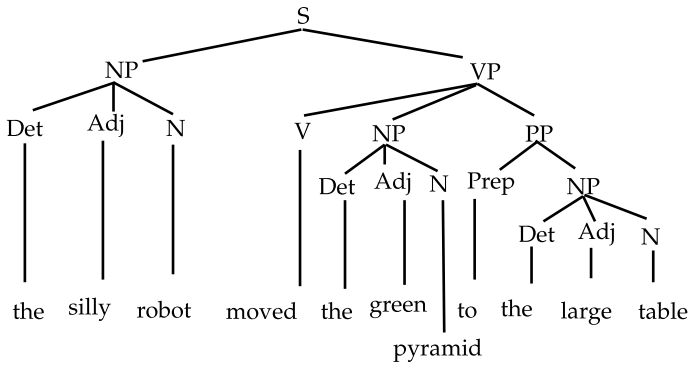 S
NP VP
Det Adj N V NP PP
Det Adj N Prep NP
Det Adj N
the silly robot moved the green to the large table
pyramid